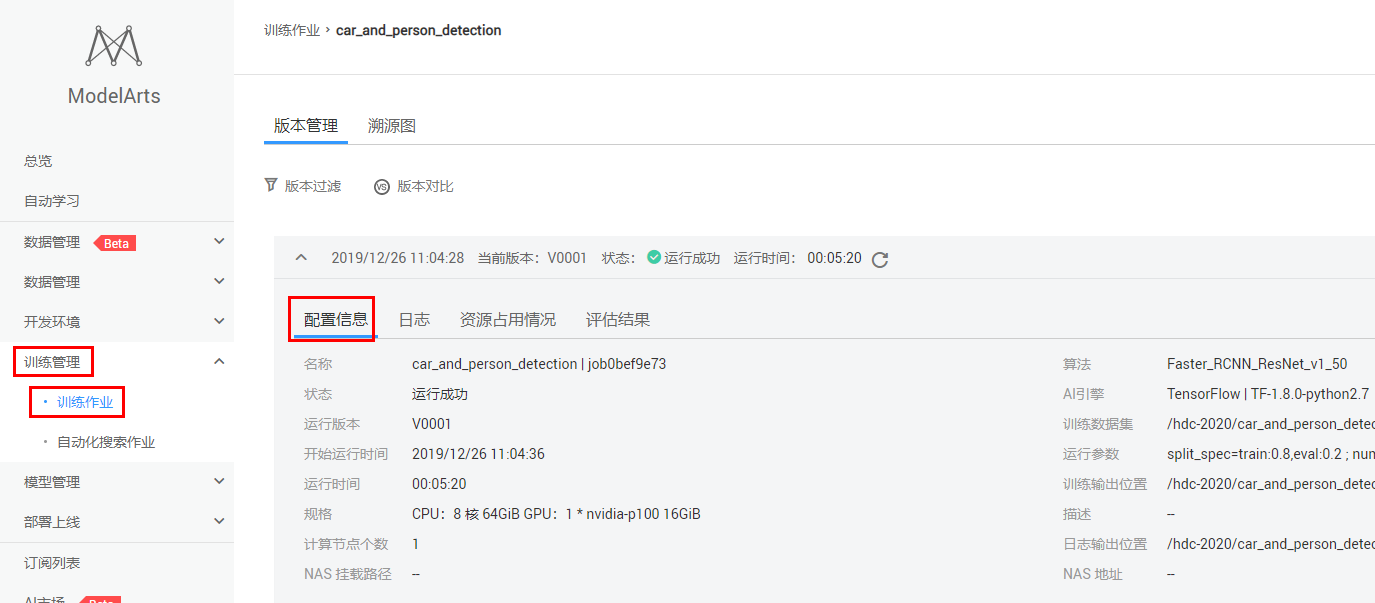 ModelArts
总览
自动学习
数据管理 Beta
数据管理
开发环境
训练管理
· 训练作业
· 自动化搜索作业
模型管理
部署上线
订阅列表
AI市场 Beta
训练作业 › car_and_person_detection
版本管理 溯源图
版本过滤 VS 版本对比
2019/12/26 11:04:28 当前版本：V0001 状态： 运行成功 运行时间： 00:05:20
配置信息 日志 资源占用情况 评估结果
名称 car_and_person_detection | job0bef9e73 算法 Faster_RCNN_ResNet_v1_50
状态 运行成功 AI引擎 TensorFlow | TF-1.8.0-python2.7
运行版本 V0001 训练数据集 /hdc-2020/car_and_person_detec
开始运行时间 2019/12/26 11:04:36 运行参数 split_spec=train:0.8,eval:0.2 ; num
运行时间 00:05:20 训练输出位置 /hdc-2020/car_and_person_detec
规格 CPU：8 核 64GiB GPU：1 * nvidia-p100 16GiB 描述 --
计算节点个数 1 日志输出位置 /hdc-2020/car_and_person_detec
NAS 挂载路径 -- NAS 地址 --